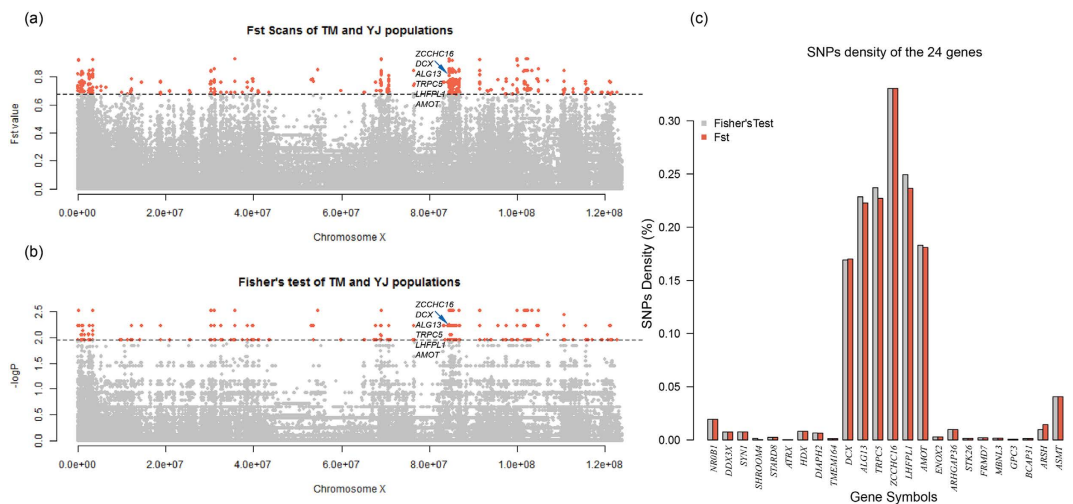 (a)
Fst Scans of TM and YJ populations
ZCCHC16
DCX
ALG13
TRPC5
LHFPL1
AMOT
Fst value
0.8
0.6
0.4
0.2
0.0
0.0e+00 2.0e+07 4.0e+07 6.0e+07 8.0e+07 1.0e+08 1.2e+08
Chromosome X
(b)
Fisher's test of TM and YJ populations
ZCCHC16
DCX
ALG13
TRPC5
LHFPL1
AMOT
-logP
2.5
2.0
1.5
1.0
0.5
0.0
0.0e+00 2.0e+07 4.0e+07 6.0e+07 8.0e+07 1.0e+08 1.2e+08
Chromosome X
(c)
SNPs density of the 24 genes
Fisher'sTest
Fst
SNPs Density (%)
0.30
0.25
0.20
0.15
0.10
0.05
0.00
NR0B1 DDX3X SYN1 SHROOM4 STARD8 ATRX HDX DIAPH2 TMEM164 DCX ALG13 TRPC5 ZCCHC16 LHFPL1 AMOT ENOX2 ARHGAP36 STK26 FRMD7 MBNL3 GPC3 BCAP31 ARSH ASMT
Gene Symbols